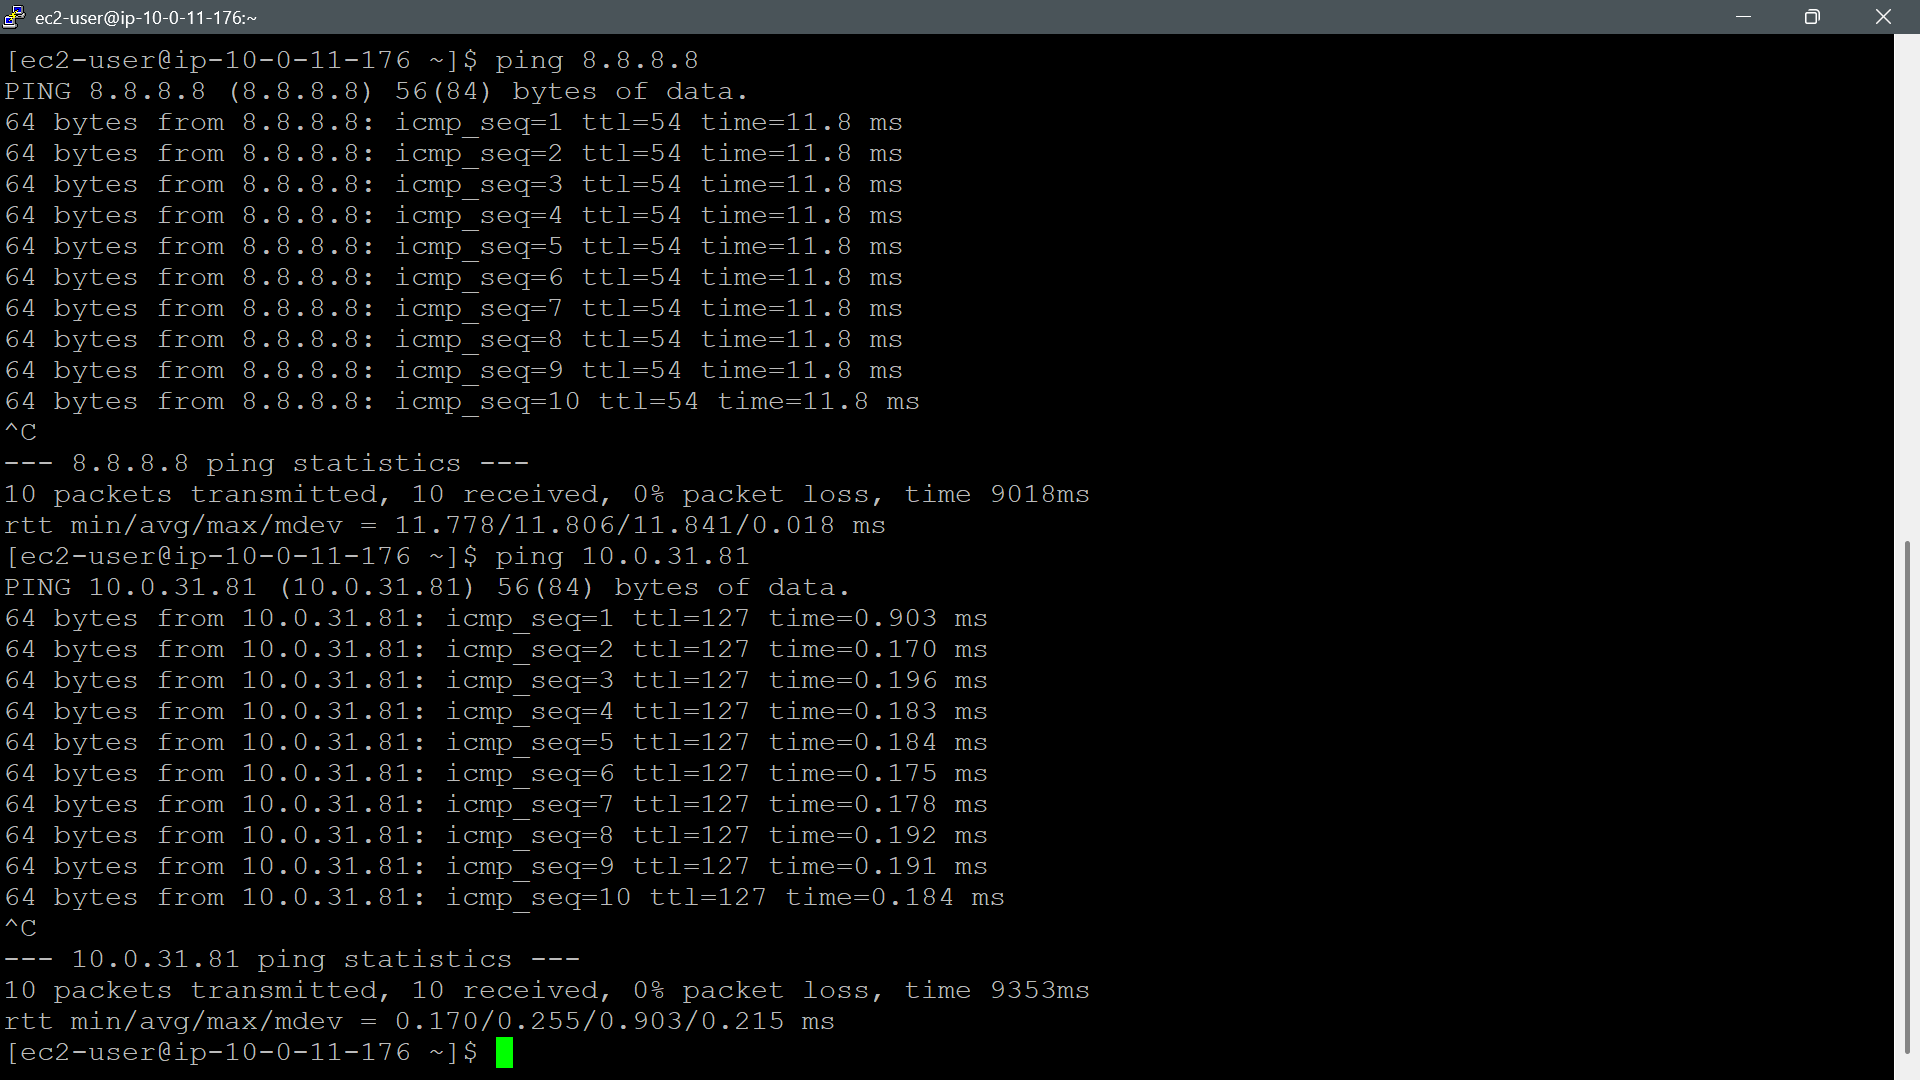 ec2-user@ip-10-0-11-176:~
[ec2-user@ip-10-0-11-176 ~]$ ping 8.8.8.8
PING 8.8.8.8 (8.8.8.8) 56(84) bytes of data.
64 bytes from 8.8.8.8: icmp_seq=1 ttl=54 time=11.8 ms
64 bytes from 8.8.8.8: icmp_seq=2 ttl=54 time=11.8 ms
64 bytes from 8.8.8.8: icmp_seq=3 ttl=54 time=11.8 ms
64 bytes from 8.8.8.8: icmp_seq=4 ttl=54 time=11.8 ms
64 bytes from 8.8.8.8: icmp_seq=5 ttl=54 time=11.8 ms
64 bytes from 8.8.8.8: icmp_seq=6 ttl=54 time=11.8 ms
64 bytes from 8.8.8.8: icmp_seq=7 ttl=54 time=11.8 ms
64 bytes from 8.8.8.8: icmp_seq=8 ttl=54 time=11.8 ms
64 bytes from 8.8.8.8: icmp_seq=9 ttl=54 time=11.8 ms
64 bytes from 8.8.8.8: icmp_seq=10 ttl=54 time=11.8 ms
^C
--- 8.8.8.8 ping statistics ---
10 packets transmitted, 10 received, 0% packet loss, time 9018ms
rtt min/avg/max/mdev = 11.778/11.806/11.841/0.018 ms
[ec2-user@ip-10-0-11-176 ~]$ ping 10.0.31.81
PING 10.0.31.81 (10.0.31.81) 56(84) bytes of data.
64 bytes from 10.0.31.81: icmp_seq=1 ttl=127 time=0.903 ms
64 bytes from 10.0.31.81: icmp_seq=2 ttl=127 time=0.170 ms
64 bytes from 10.0.31.81: icmp_seq=3 ttl=127 time=0.196 ms
64 bytes from 10.0.31.81: icmp_seq=4 ttl=127 time=0.183 ms
64 bytes from 10.0.31.81: icmp_seq=5 ttl=127 time=0.184 ms
64 bytes from 10.0.31.81: icmp_seq=6 ttl=127 time=0.175 ms
64 bytes from 10.0.31.81: icmp_seq=7 ttl=127 time=0.178 ms
64 bytes from 10.0.31.81: icmp_seq=8 ttl=127 time=0.192 ms
64 bytes from 10.0.31.81: icmp_seq=9 ttl=127 time=0.191 ms
64 bytes from 10.0.31.81: icmp_seq=10 ttl=127 time=0.184 ms
^C
--- 10.0.31.81 ping statistics ---
10 packets transmitted, 10 received, 0% packet loss, time 9353ms
rtt min/avg/max/mdev = 0.170/0.255/0.903/0.215 ms
[ec2-user@ip-10-0-11-176 ~]$